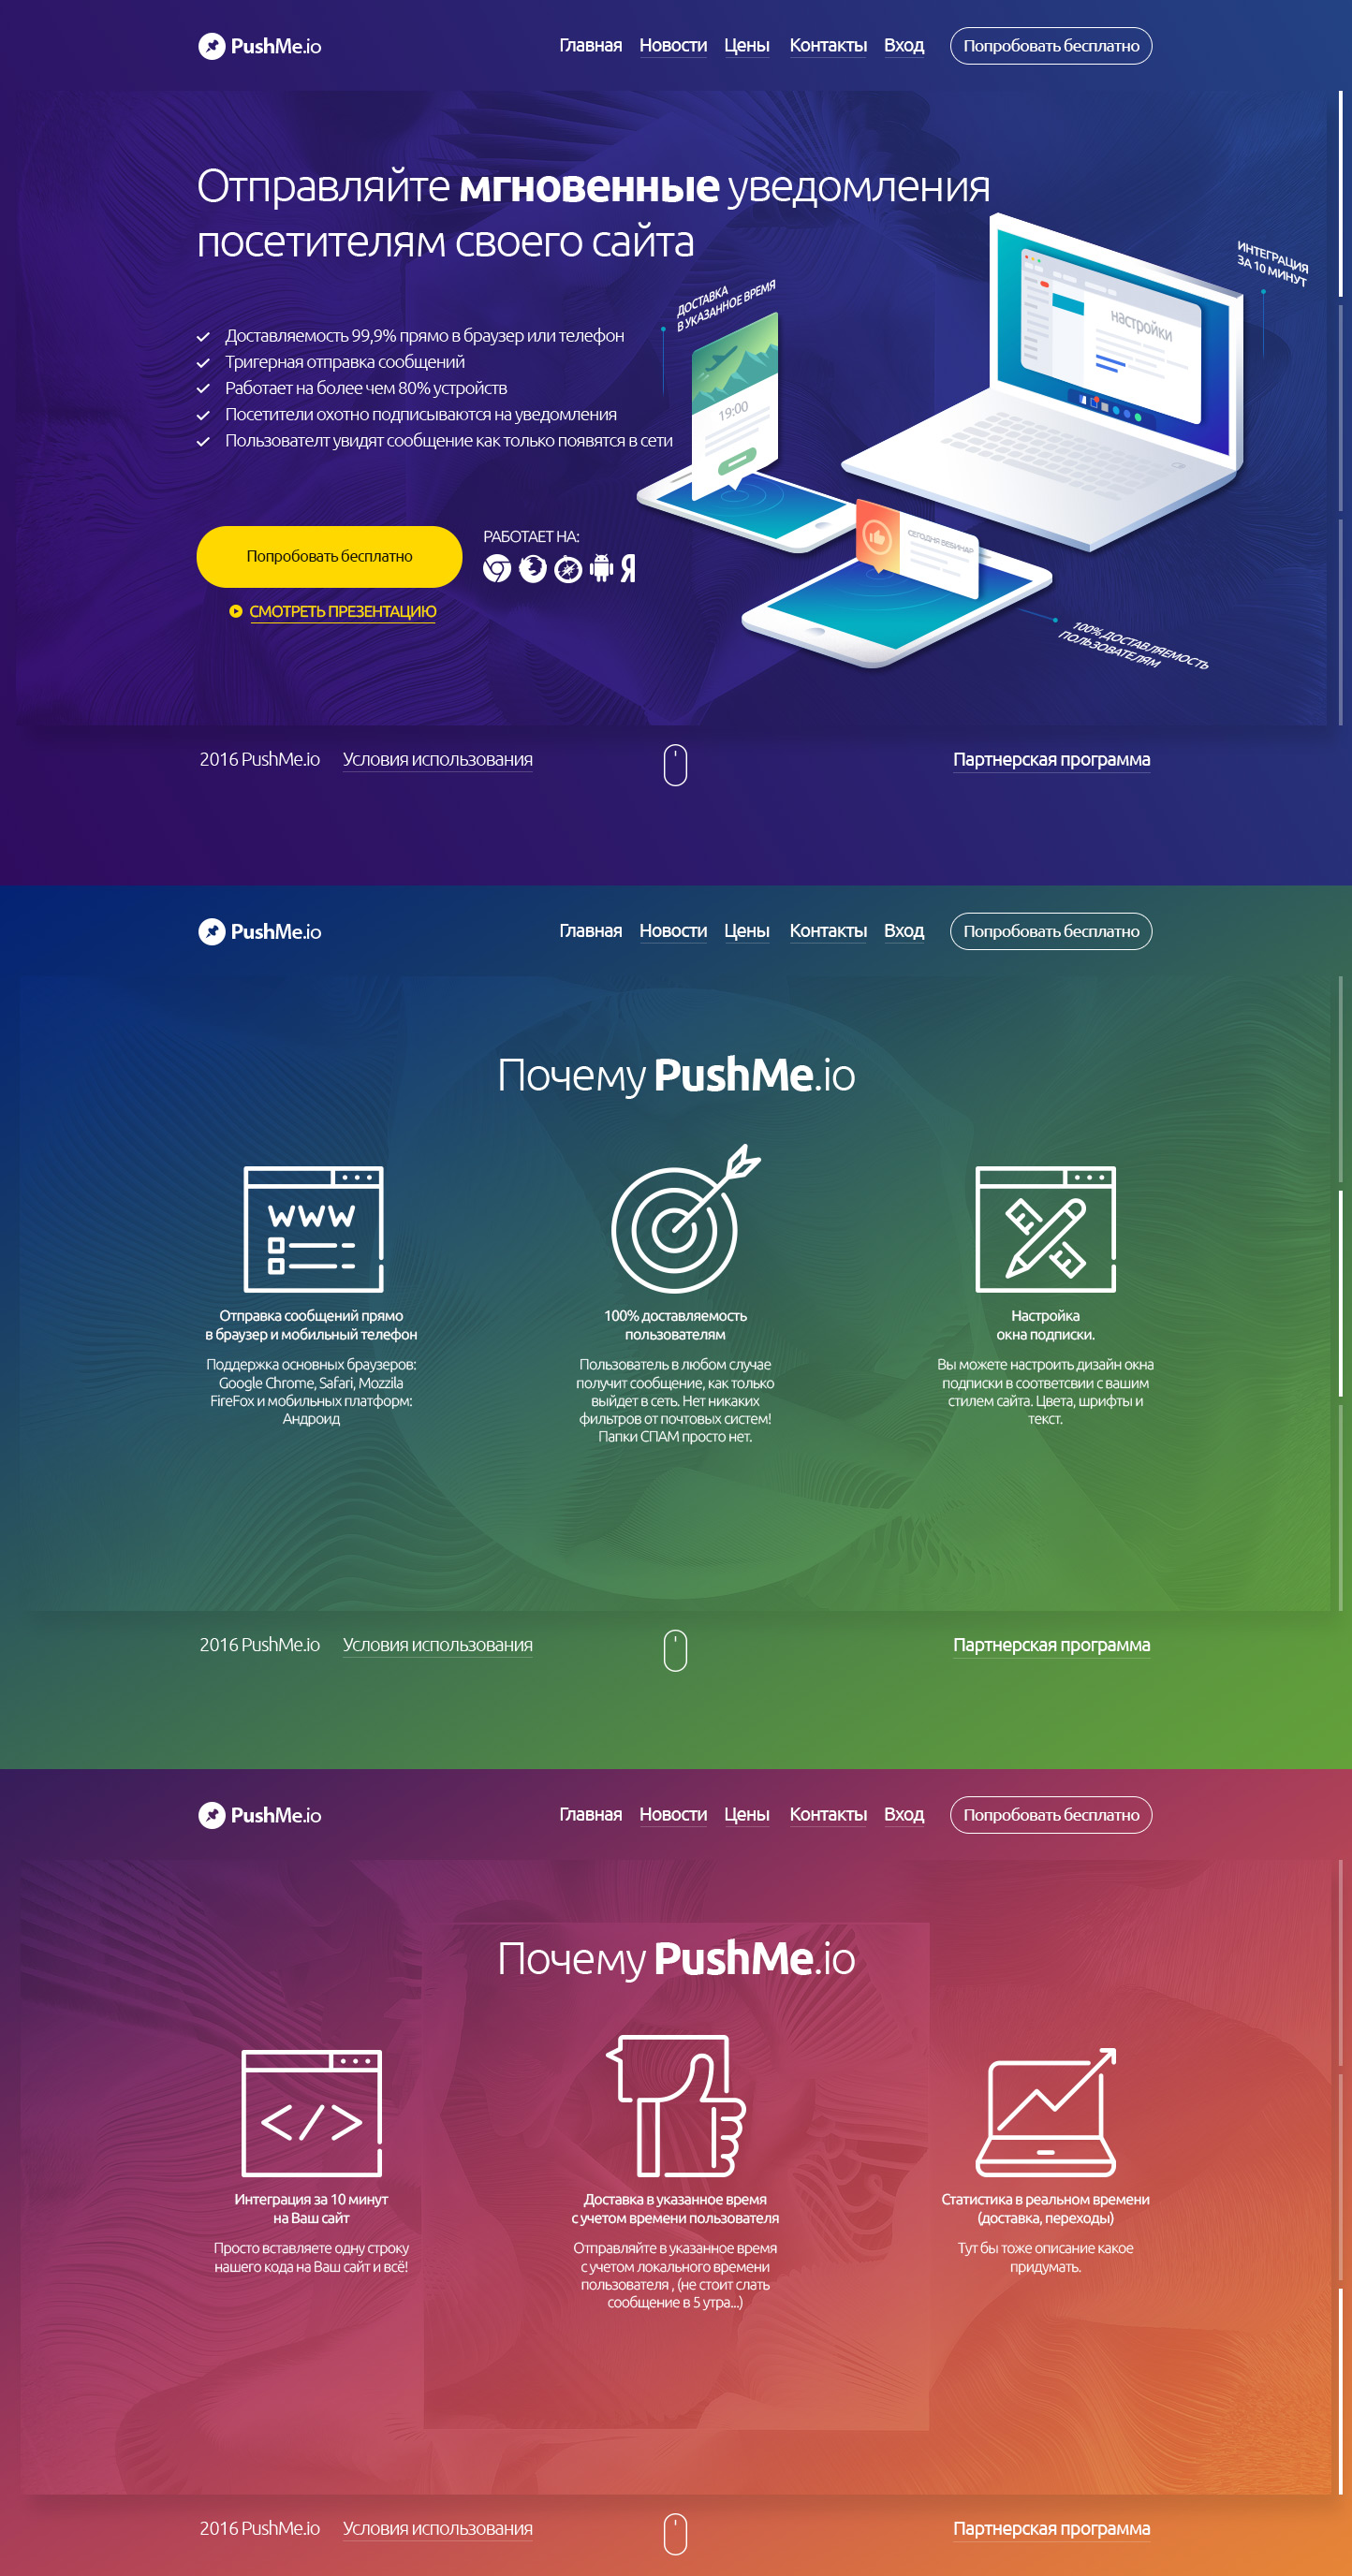 PushMe.io
Главная Новости Цены Контакты Вход Попробовать бесплатно
Отправляйте мгновенные уведомления
посетителям своего сайта
ИНТЕГРАЦИЯ
ЗА 10 МИНУТ
ДОСТАВКА
В УКАЗАННОЕ ВРЕМЯ
настройки
19:00
Доставляемость 99,9% прямо в браузер или телефон
Тригерная отправка сообщений
Работает на более чем 80% устройств
Посетители охотно подписываются на уведомления
Пользователт увидят сообщение как только появятся в сети
СЕГОДНЯ ВЕБИНАР
Попробовать бесплатно
РАБОТАЕТ НА:
СМОТРЕТЬ ПРЕЗЕНТАЦИЮ
100% ДОСТАВЛЯЕМОСТЬ
ПОЛЬЗОВАТЕЛЯМ
2016 PushMe.io Условия использования Партнерская программа
PushMe.io
Главная Новости Цены Контакты Вход Попробовать бесплатно
Почему PushMe.io
WWW
Отправка сообщений прямо
в браузер и мобильный телефон
Поддержка основных браузеров:
Google Chrome, Safari, Mozzila
FireFox и мобильных платформ:
Андроид
100% доставляемость
пользователям
Пользователь в любом случае
получит сообщение, как только
выйдет в сеть. Нет никаких
фильтров от почтовых систем!
Папки СПАМ просто нет.
Настройка
окна подписки.
Вы можете настроить дизайн окна
подписки в соответсвии с вашим
стилем сайта. Цвета, шрифты и
текст.
2016 PushMe.io Условия использования Партнерская программа
PushMe.io
Главная Новости Цены Контакты Вход Попробовать бесплатно
Почему PushMe.io
Интеграция за 10 минут
на Ваш сайт
Просто вставляете одну строку
нашего кода на Ваш сайт и всё!
Доставка в указанное время
с учетом времени пользователя
Отправляйте в указанное время
с учетом локального времени
пользователя , (не стоит слать
сообщение в 5 утра...)
Статистика в реальном времени
(доставка, переходы)
Тут бы тоже описание какое
придумать.
2016 PushMe.io Условия использования Партнерская программа